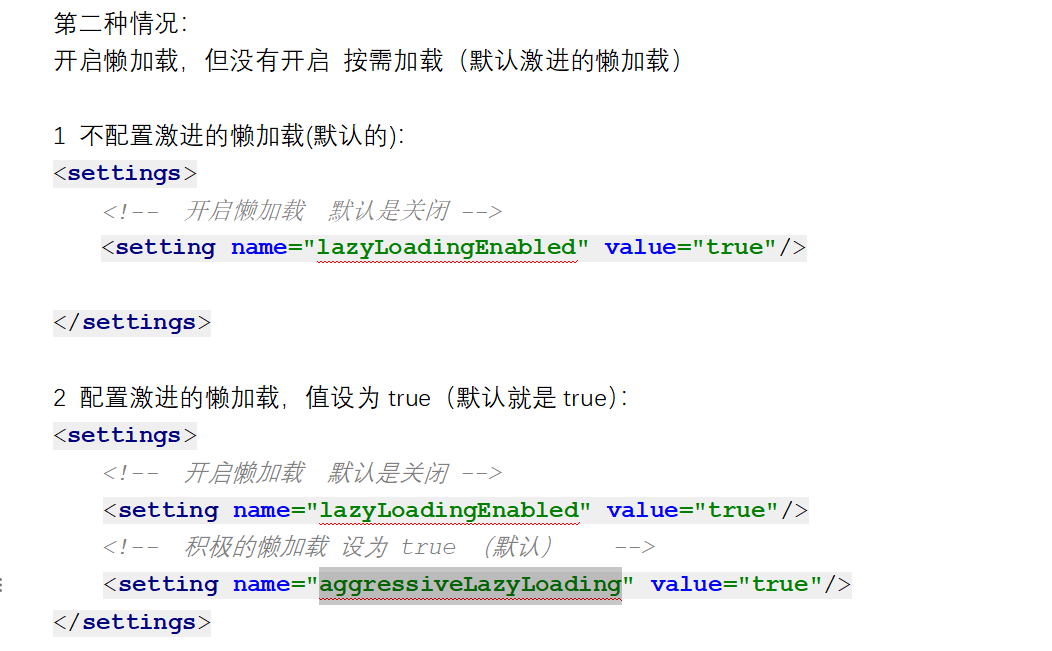 第二种情况：
开启懒加载，但没有开启 按需加载（默认激进的懒加载）
1 不配置激进的懒加载(默认的)：
<settings>
<!-- 开启懒加载 默认是关闭 -->
<setting name="lazyLoadingEnabled" value="true"/>
</settings>
2 配置激进的懒加载，值设为 true（默认就是 true）：
<settings>
<!-- 开启懒加载 默认是关闭 -->
<setting name="lazyLoadingEnabled" value="true"/>
<!-- 积极的懒加载 设为 true （默认） -->
<setting name="aggressiveLazyLoading" value="true"/>
</settings>